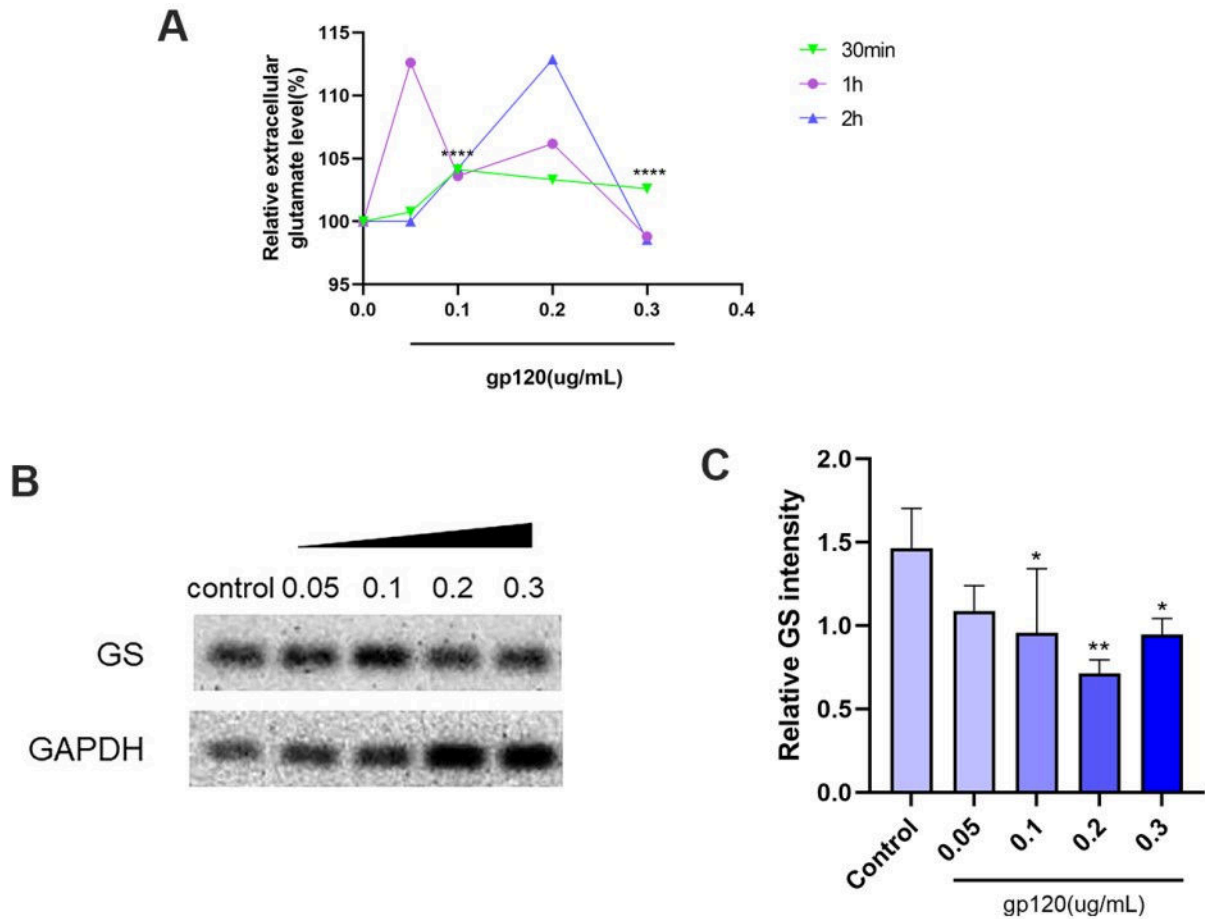 A
Relative extracellular
glutamate level(%)
115
110
105
100
95
0.0 0.1 0.2 0.3 0.4
**** ****
gp120(ug/mL)
30min
1h
2h
B
control 0.05 0.1 0.2 0.3
GS
GAPDH
C
Relative GS intensity
2.0
1.5
1.0
0.5
0.0
* ** *
Control 0.05 0.1 0.2 0.3
gp120(ug/mL)